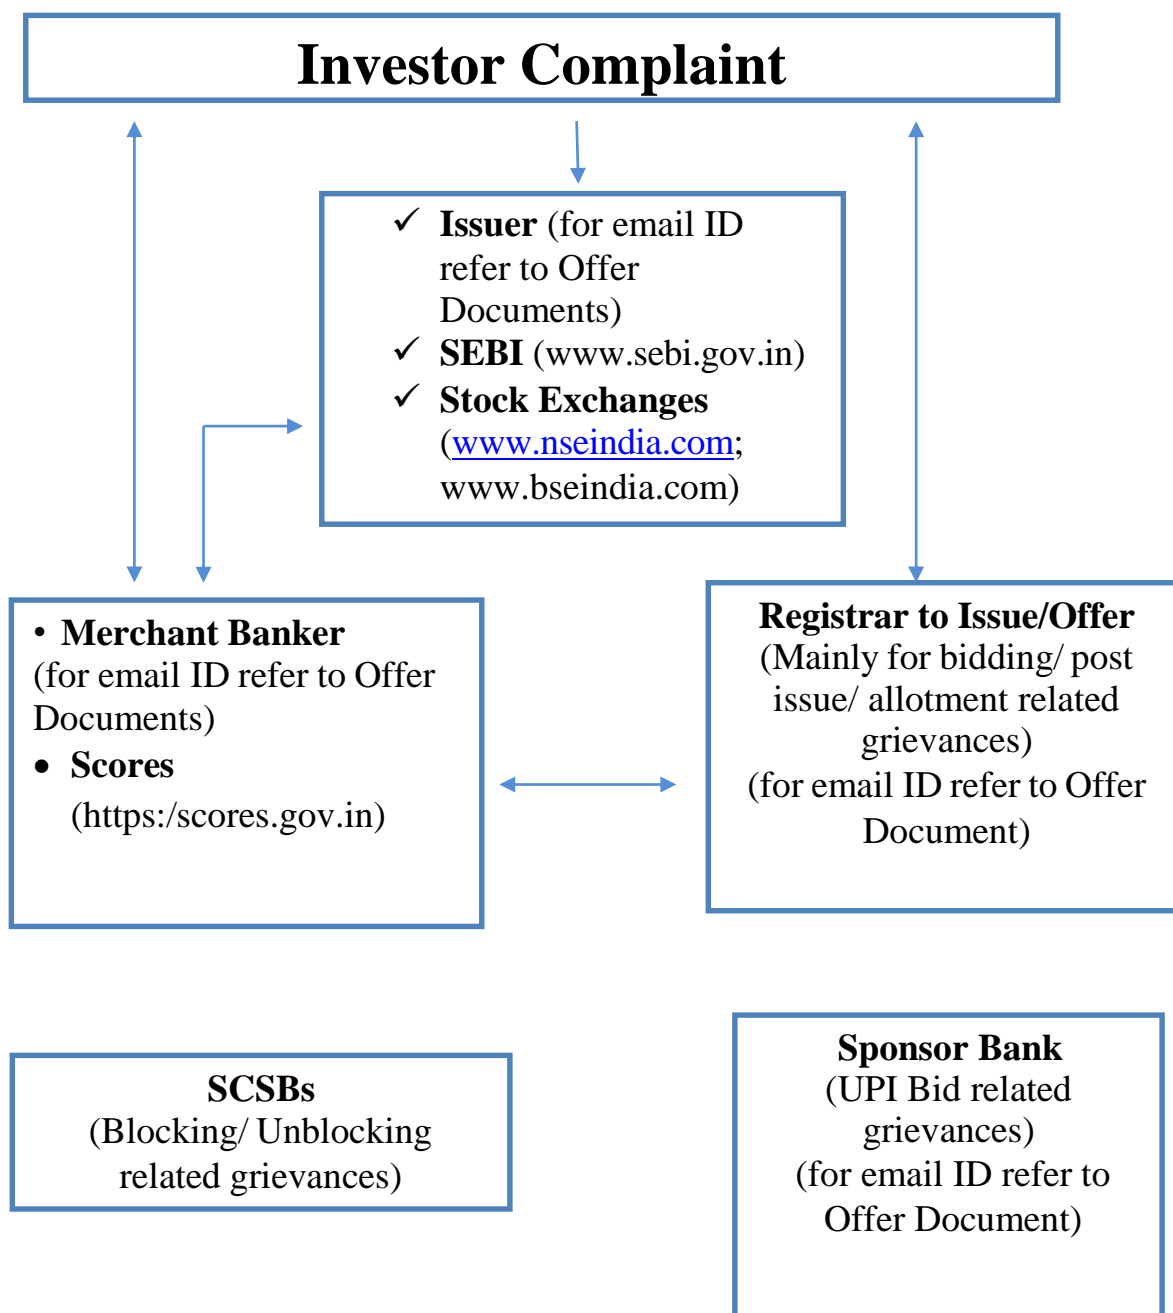 Investor Complaint
✓ Issuer (for email ID
refer to Offer
Documents)
✓ SEBI (www.sebi.gov.in)
✓ Stock Exchanges
(www.nseindia.com;
www.bseindia.com)
• Merchant Banker
(for email ID refer to Offer
Documents)
• Scores
(https:/scores.gov.in)
Registrar to Issue/Offer
(Mainly for bidding/ post
issue/ allotment related
grievances)
(for email ID refer to Offer
Document)
SCSBs
(Blocking/ Unblocking
related grievances)
Sponsor Bank
(UPI Bid related
grievances)
(for email ID refer to
Offer Document)